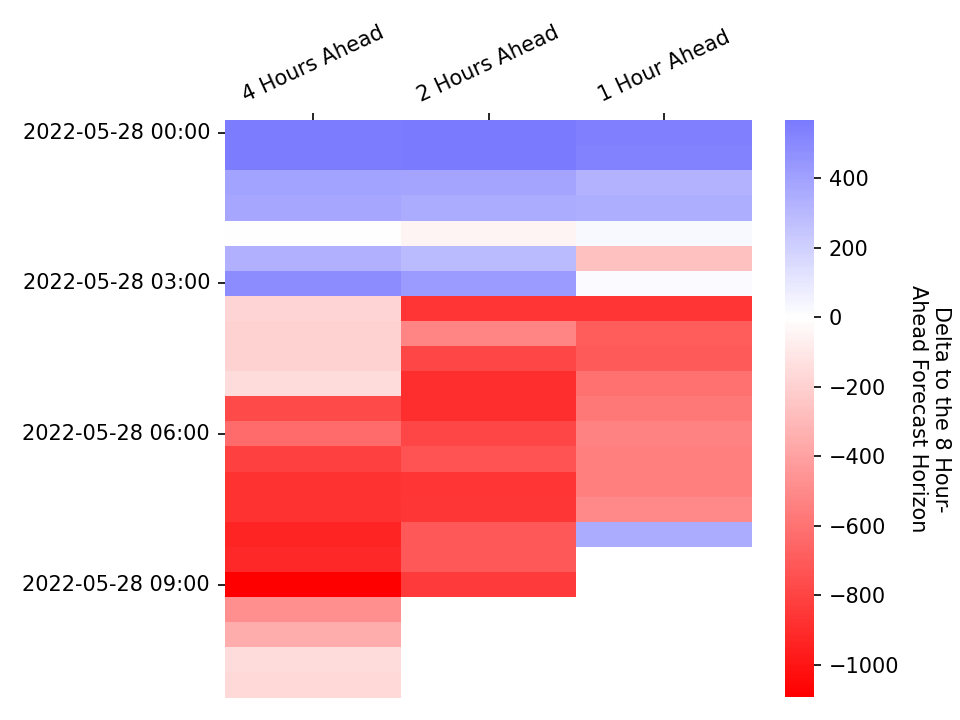 4 Hours Ahead
2 Hours Ahead
1 Hour Ahead
2022-05-28 00:00
2022-05-28 03:00
2022-05-28 06:00
2022-05-28 09:00
400
200
0
−200
−400
−600
−800
−1000
Delta to the 8 Hour-
Ahead Forecast Horizon